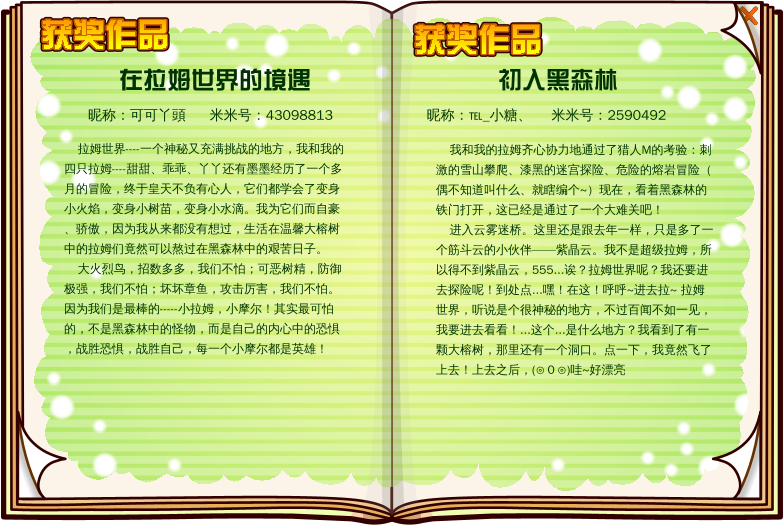 获奖作品
在拉姆世界的境遇
昵称：可可丫頭 米米号：43098813
拉姆世界----一个神秘又充满挑战的地方，我和我的
四只拉姆----甜甜、乖乖、丫丫还有墨墨经历了一个多
月的冒险，终于皇天不负有心人，它们都学会了变身
小火焰，变身小树苗，变身小水滴。我为它们而自豪
、骄傲，因为我从来都没有想过，生活在温馨大榕树
中的拉姆们竟然可以熬过在黑森林中的艰苦日子。
大火烈鸟，招数多多，我们不怕；可恶树精，防御
极强，我们不怕；坏坏章鱼，攻击厉害，我们不怕。
因为我们是最棒的-----小拉姆，小摩尔！其实最可怕
的，不是黑森林中的怪物，而是自己的内心中的恐惧
，战胜恐惧，战胜自己，每一个小摩尔都是英雄！
获奖作品
初入黑森林
昵称：℡_小糖、 米米号：2590492
我和我的拉姆齐心协力地通过了猎人M的考验：刺
激的雪山攀爬、漆黑的迷宫探险、危险的熔岩冒险（
偶不知道叫什么、就瞎编个~）现在，看着黑森林的
铁门打开，这已经是通过了一个大难关吧！
进入云雾迷桥。这里还是跟去年一样，只是多了一
个筋斗云的小伙伴——紫晶云。我不是超级拉姆，所
以得不到紫晶云，555...诶？拉姆世界呢？我还要进
去探险呢！到处点...嘿！在这！呼呼~进去拉~ 拉姆
世界，听说是个很神秘的地方，不过百闻不如一见，
我要进去看看！...这个...是什么地方？我看到了有一
颗大榕树，那里还有一个洞口。点一下，我竟然飞了
上去！上去之后，(⊙０⊙)哇~好漂亮